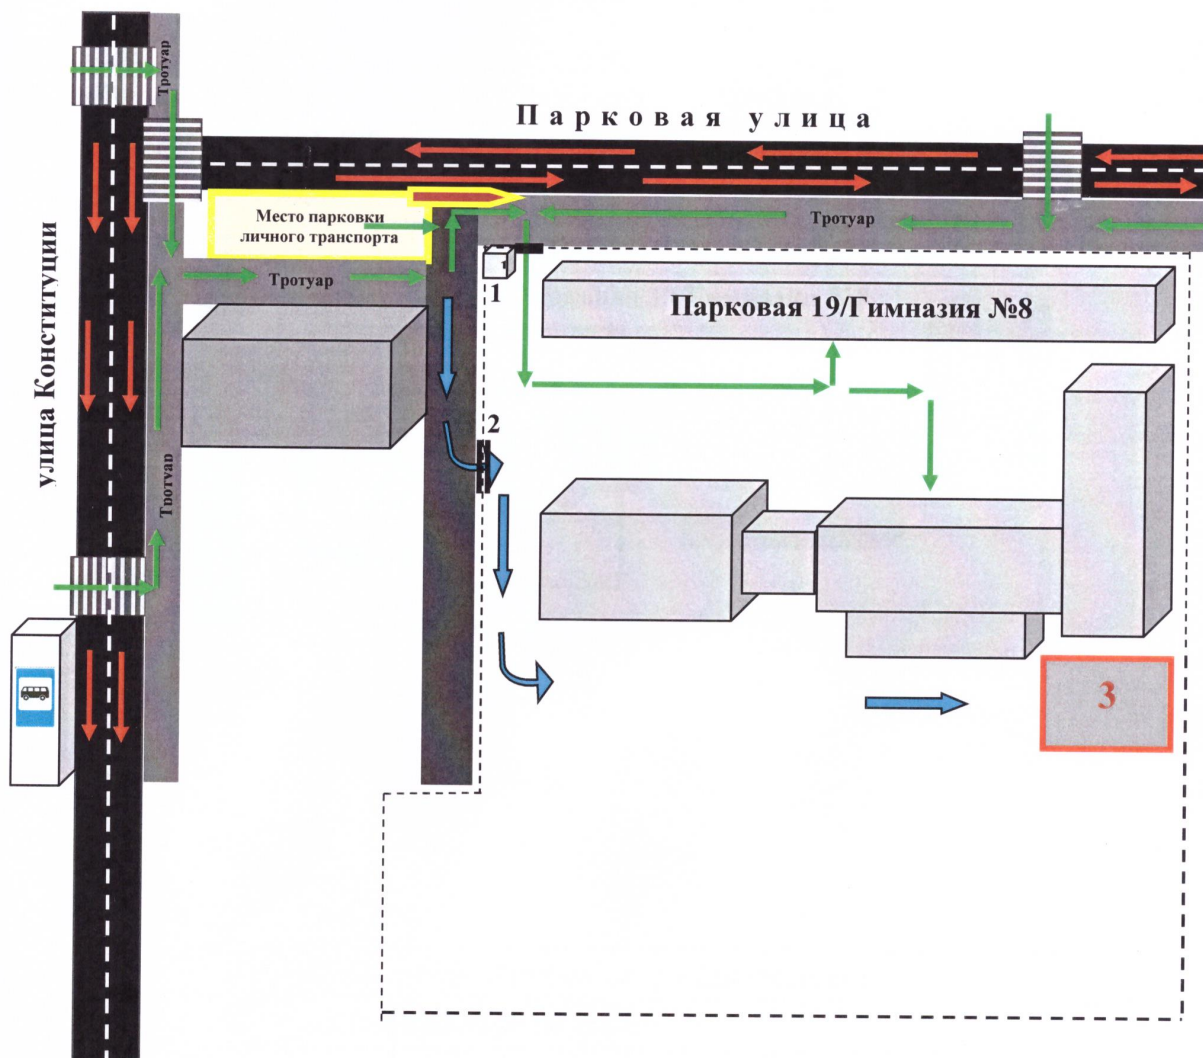 Тротуар
Парковая улица
Место парковки
личного транспорта
Тротуар
Тротуар
1
Парковая 19/Гимназия №8
улица Конституции
2
Тротуар
3